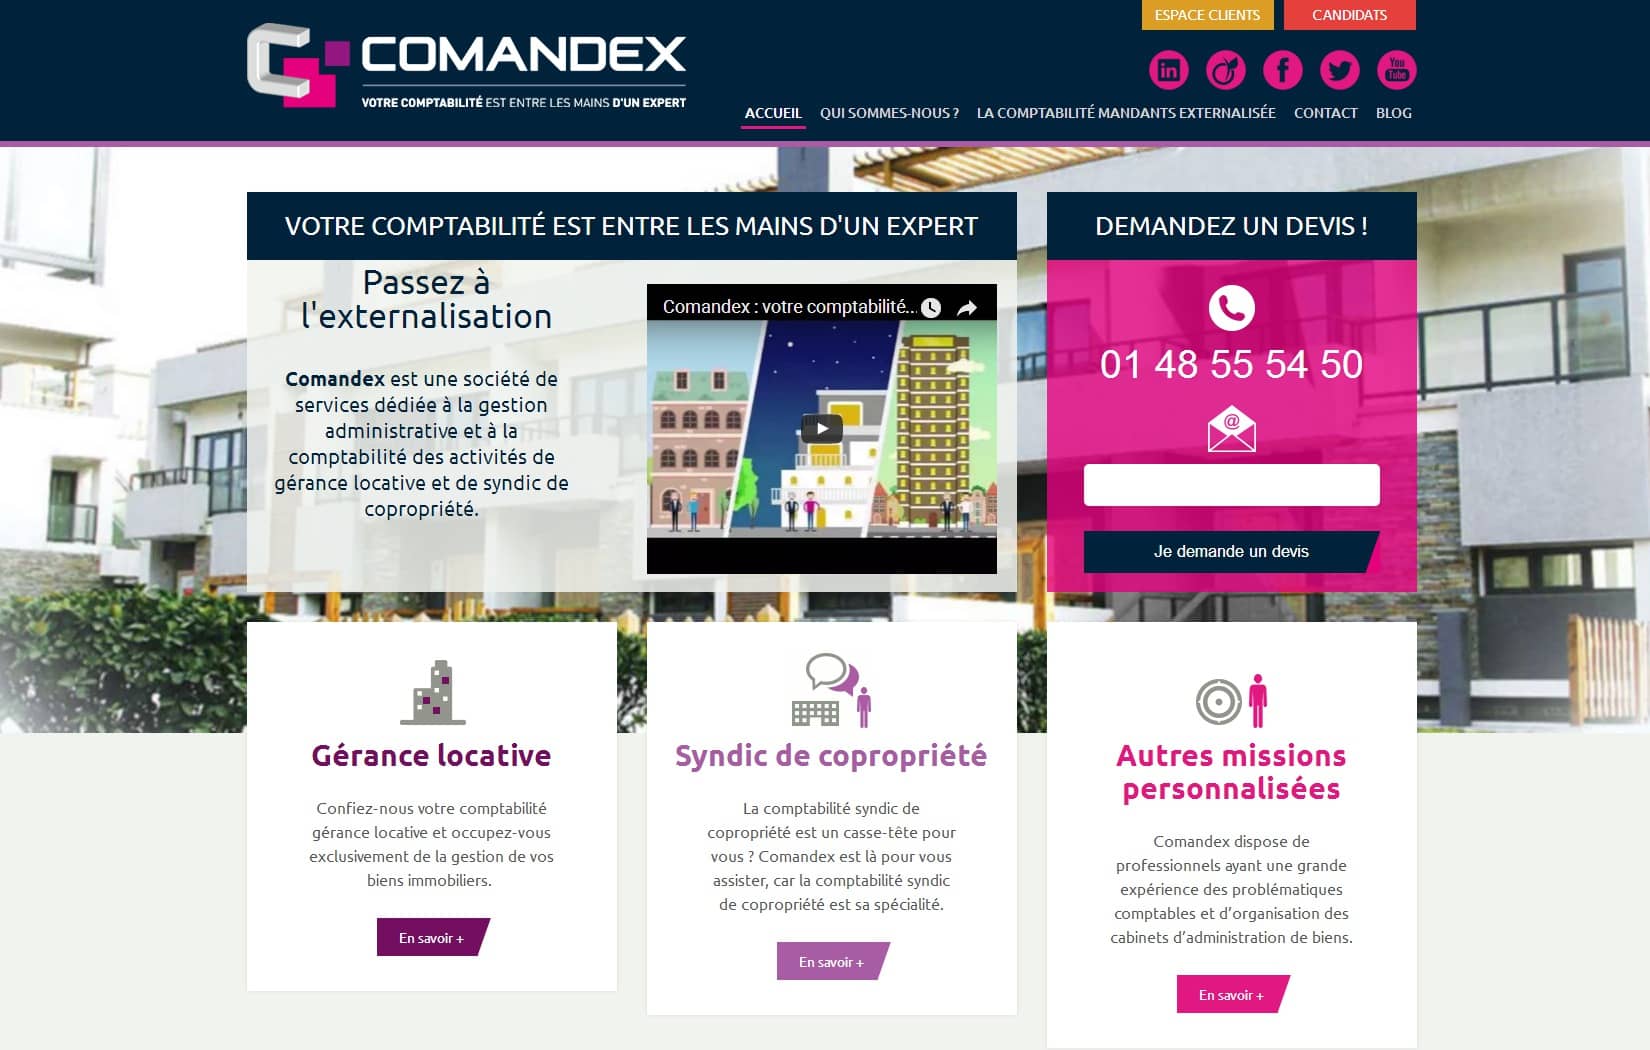 ESPACE CLIENTS
CANDIDATS
COMANDEX
VOTRE COMPTABILITÉ EST ENTRE LES MAINS D'UN EXPERT
in
f
You
Tube
ACCUEIL
QUI SOMMES-NOUS ?
LA COMPTABILITÉ MANDANTS EXTERNALISÉE
CONTACT
BLOG
VOTRE COMPTABILITÉ EST ENTRE LES MAINS D'UN EXPERT
Passez à
l'externalisation
Comandex est une société de
services dédiée à la gestion
administrative et à la
comptabilité des activités de
gérance locative et de syndic de
copropriété.
Comandex : votre comptabilité...
DEMANDEZ UN DEVIS !
01 48 55 54 50
@
Je demande un devis
Gérance locative
Confiez-nous votre comptabilité
gérance locative et occupez-vous
exclusivement de la gestion de vos
biens immobiliers.
En savoir +
Syndic de copropriété
La comptabilité syndic de
copropriété est un casse-tête pour
vous ? Comandex est là pour vous
assister, car la comptabilité syndic
de copropriété est sa spécialité.
En savoir +
Autres missions
personnalisées
Comandex dispose de
professionnels ayant une grande
expérience des problématiques
comptables et d’organisation des
cabinets d’administration de biens.
En savoir +